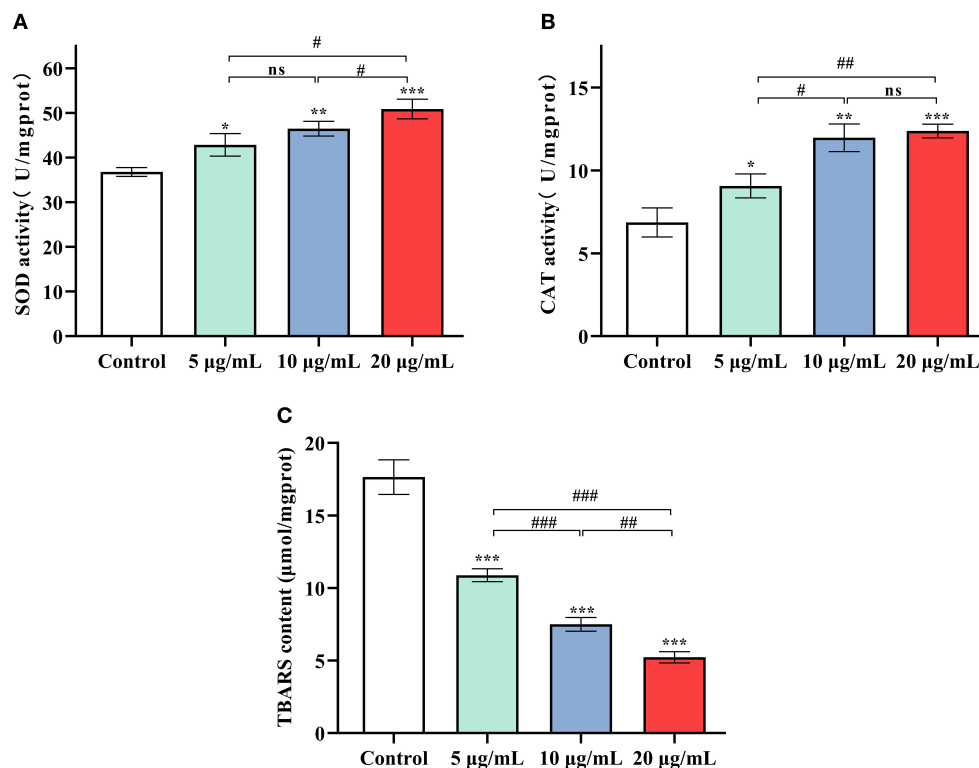 A
SOD activity（ U/mgprot）
60
50
40
30
20
10
0
#
ns
#
*
**
***
Control
5 μg/mL
10 μg/mL
20 μg/mL
B
CAT activity（ U/mgprot）
15
10
5
0
##
#
ns
*
**
***
Control
5 μg/mL
10 μg/mL
20 μg/mL
C
TBARS content (μmol/mgprot)
20
15
10
5
0
###
###
##
***
***
***
Control
5 μg/mL
10 μg/mL
20 μg/mL